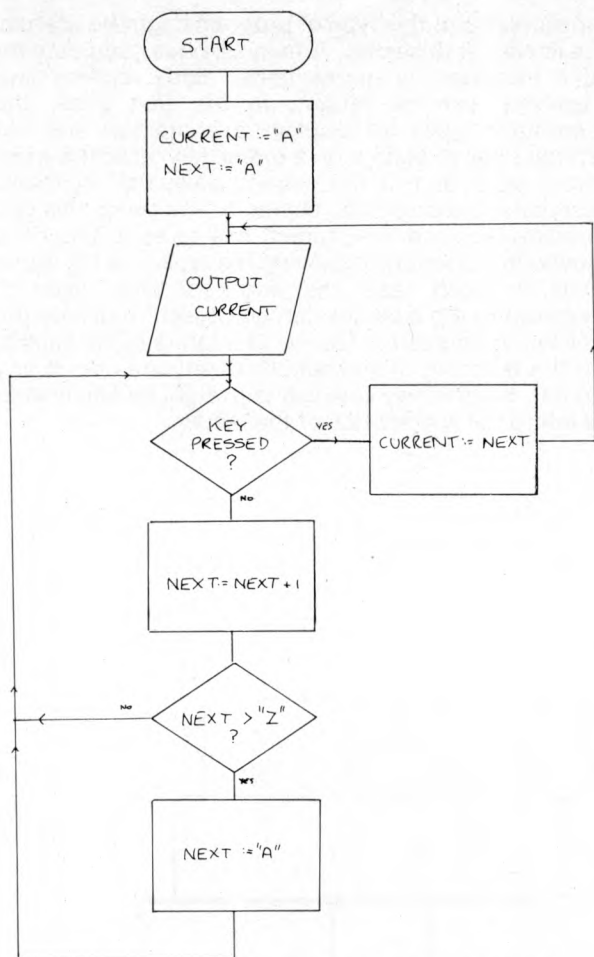 START
CURRENT := "A"
NEXT := "A"
OUTPUT
CURRENT
KEY
PRESSED
?
YES
CURRENT := NEXT
NO
NEXT := NEXT + 1
NEXT > "Z"
?
NO
YES
NEXT := "A"